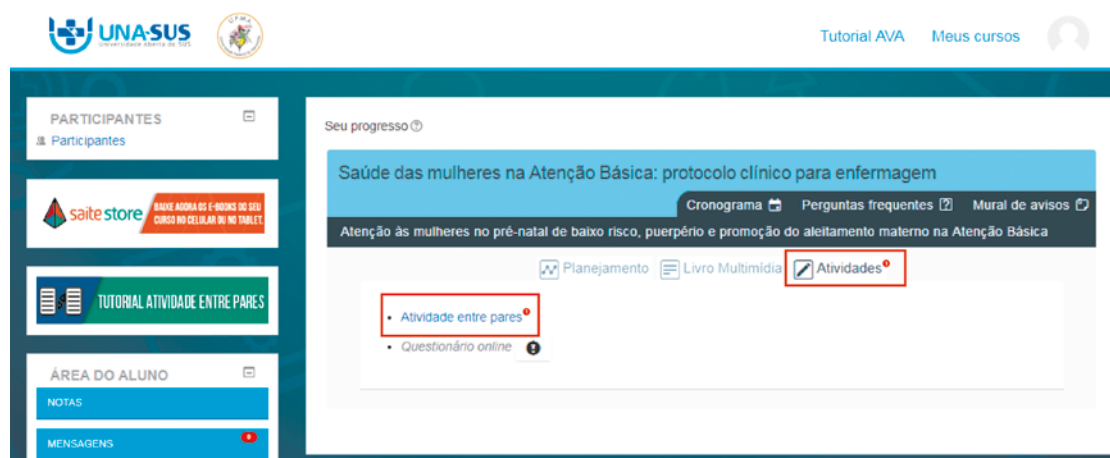 UNA-SUS
Universidade Aberta do SUS
UFMA
Tutorial AVA Meus cursos
PARTICIPANTES
Participantes
saite store BAIXE AGORA OS E-BOOKS DO SEU
CURSO NO CELULAR OU NO TABLET.
TUTORIAL ATIVIDADE ENTRE PARES
ÁREA DO ALUNO
NOTAS
MENSAGENS
Seu progresso
Saúde das mulheres na Atenção Básica: protocolo clínico para enfermagem
Cronograma Perguntas frequentes Mural de avisos
Atenção às mulheres no pré-natal de baixo risco, puerpério e promoção do aleitamento materno na Atenção Básica
Planejamento Livro Multimídia Atividades
Atividade entre pares
Questionário online